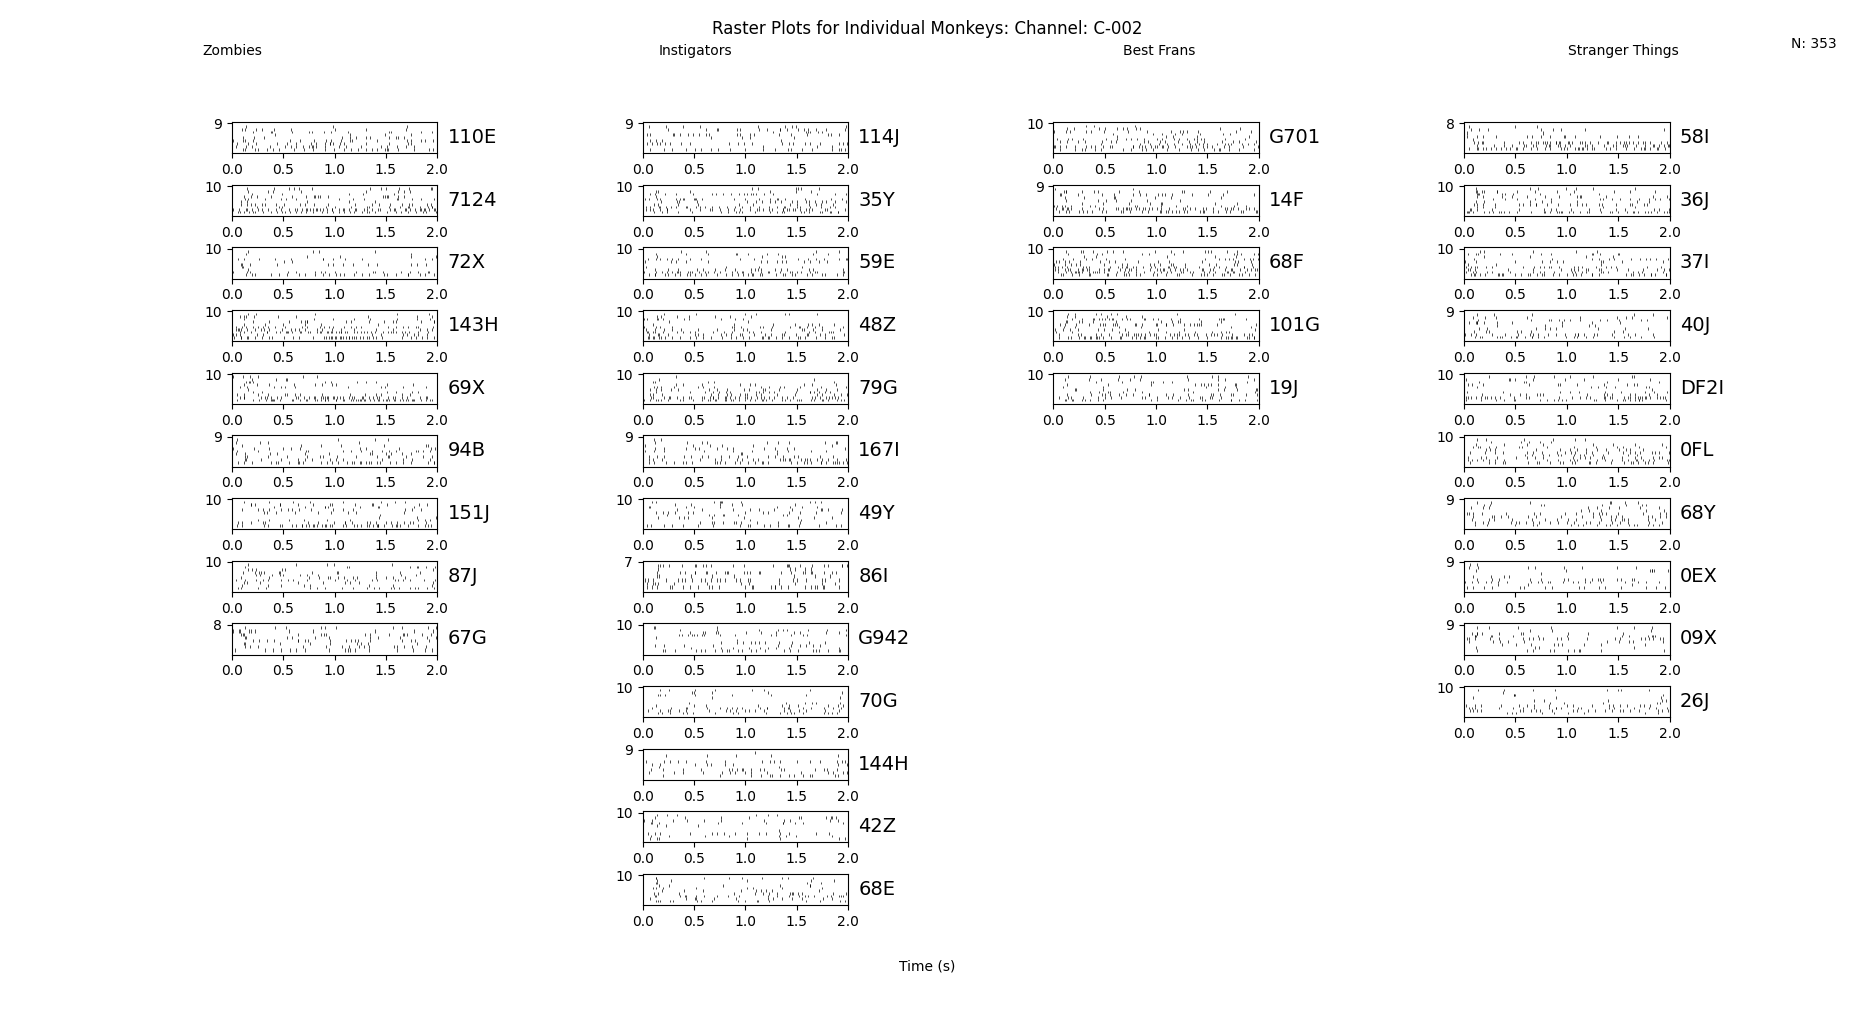 Raster Plots for Individual Monkeys: Channel: C-002
N: 353
Zombies Instigators Best Frans Stranger Things
9 110E 9 114J 10 G701 8 58I
0.0 0.5 1.0 1.5 2.0 0.0 0.5 1.0 1.5 2.0 0.0 0.5 1.0 1.5 2.0 0.0 0.5 1.0 1.5 2.0
10 7124 10 35Y 9 14F 10 36J
0.0 0.5 1.0 1.5 2.0 0.0 0.5 1.0 1.5 2.0 0.0 0.5 1.0 1.5 2.0 0.0 0.5 1.0 1.5 2.0
10 72X 10 59E 10 68F 10 37I
0.0 0.5 1.0 1.5 2.0 0.0 0.5 1.0 1.5 2.0 0.0 0.5 1.0 1.5 2.0 0.0 0.5 1.0 1.5 2.0
10 143H 10 48Z 10 101G 9 40J
0.0 0.5 1.0 1.5 2.0 0.0 0.5 1.0 1.5 2.0 0.0 0.5 1.0 1.5 2.0 0.0 0.5 1.0 1.5 2.0
10 69X 10 79G 10 19J 10 DF2I
0.0 0.5 1.0 1.5 2.0 0.0 0.5 1.0 1.5 2.0 0.0 0.5 1.0 1.5 2.0 0.0 0.5 1.0 1.5 2.0
9 94B 9 167I 10 0FL
0.0 0.5 1.0 1.5 2.0 0.0 0.5 1.0 1.5 2.0 0.0 0.5 1.0 1.5 2.0
10 151J 10 49Y 9 68Y
0.0 0.5 1.0 1.5 2.0 0.0 0.5 1.0 1.5 2.0 0.0 0.5 1.0 1.5 2.0
10 87J 7 86I 9 0EX
0.0 0.5 1.0 1.5 2.0 0.0 0.5 1.0 1.5 2.0 0.0 0.5 1.0 1.5 2.0
8 67G 10 G942 9 09X
0.0 0.5 1.0 1.5 2.0 0.0 0.5 1.0 1.5 2.0 0.0 0.5 1.0 1.5 2.0
10 70G 10 26J
0.0 0.5 1.0 1.5 2.0 0.0 0.5 1.0 1.5 2.0
9 144H
0.0 0.5 1.0 1.5 2.0
10 42Z
0.0 0.5 1.0 1.5 2.0
10 68E
0.0 0.5 1.0 1.5 2.0
Time (s)